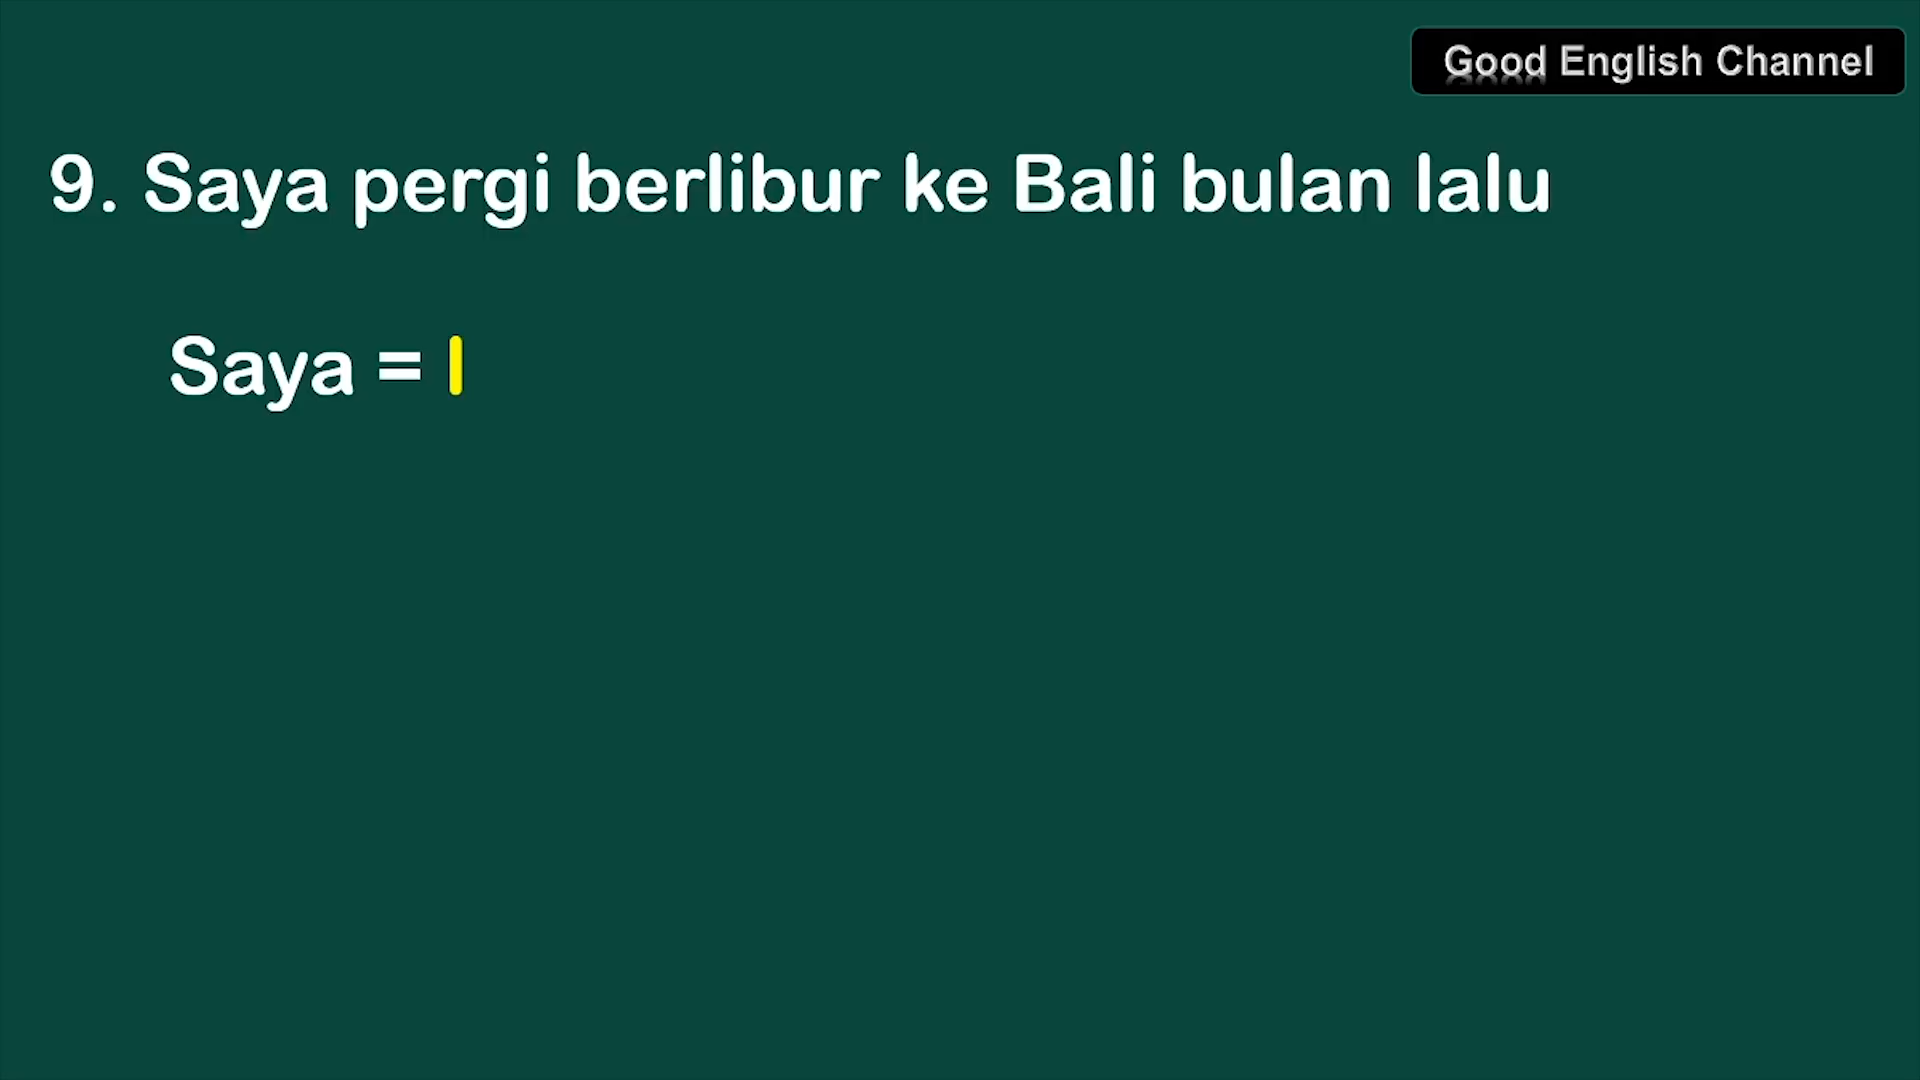 Good English Channel
9. Saya pergi berlibur ke Bali bulan lalu
Saya = I